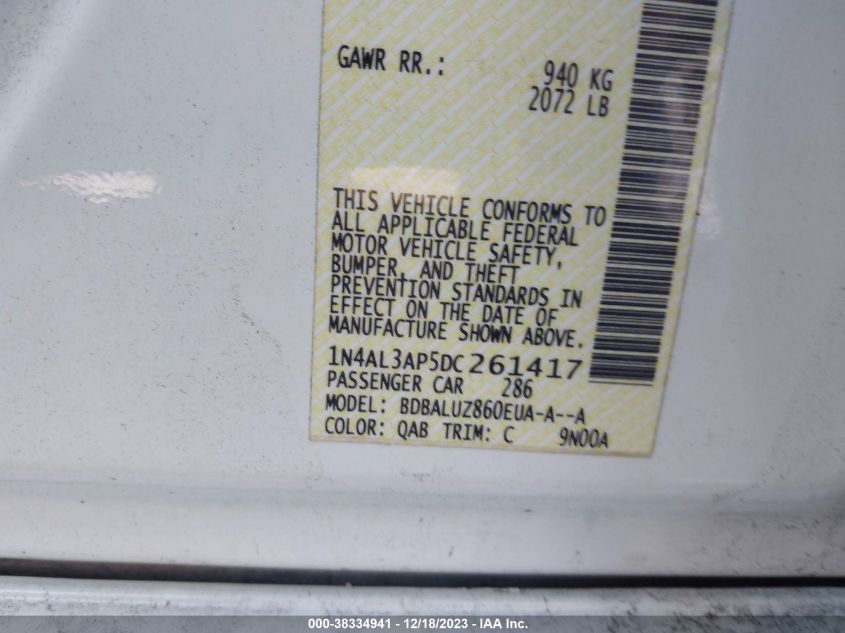 GAWR RR.: 940 KG
2072 LB
THIS VEHICLE CONFORMS TO
ALL APPLICABLE FEDERAL
MOTOR VEHICLE SAFETY,
BUMPER, AND THEFT
PREVENTION STANDARDS IN
EFFECT ON THE DATE OF
MANUFACTURE SHOWN ABOVE.
1N4AL3AP5DC261417
PASSENGER CAR 286
MODEL: BDBALUZ860EUA-A--A
COLOR: QAB TRIM: C 9N00A
000-38334941 - 12/18/2023 - IAA Inc.